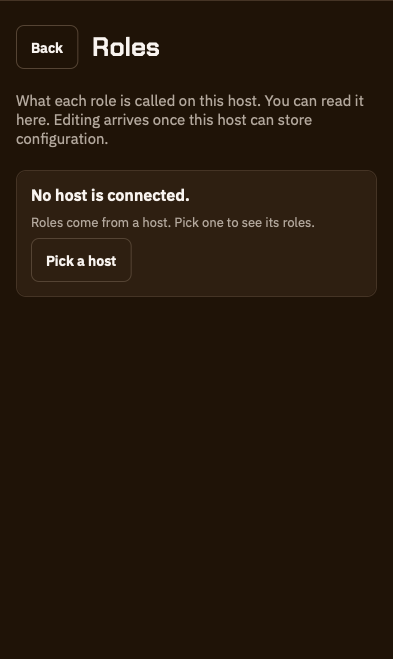 Back
Roles
What each role is called on this host. You can read it
here. Editing arrives once this host can store
configuration.
No host is connected.
Roles come from a host. Pick one to see its roles.
Pick a host